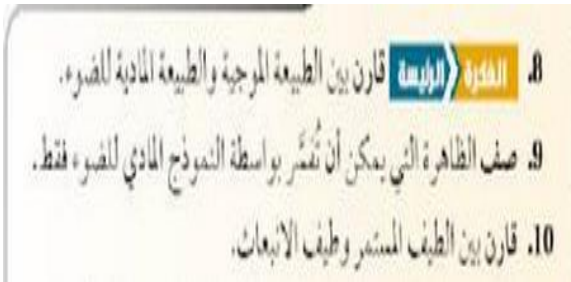 8. الفكرة الرئيسة قارن بين الطبيعة الموجية والطبيعة المادية للضوء.
9. صف الظاهرة التي يمكن أن تُفسَّر بواسطة النموذج المادي للضوء فقط.
10. قارن بين الطيف المستمر وطيف الانبعاث.